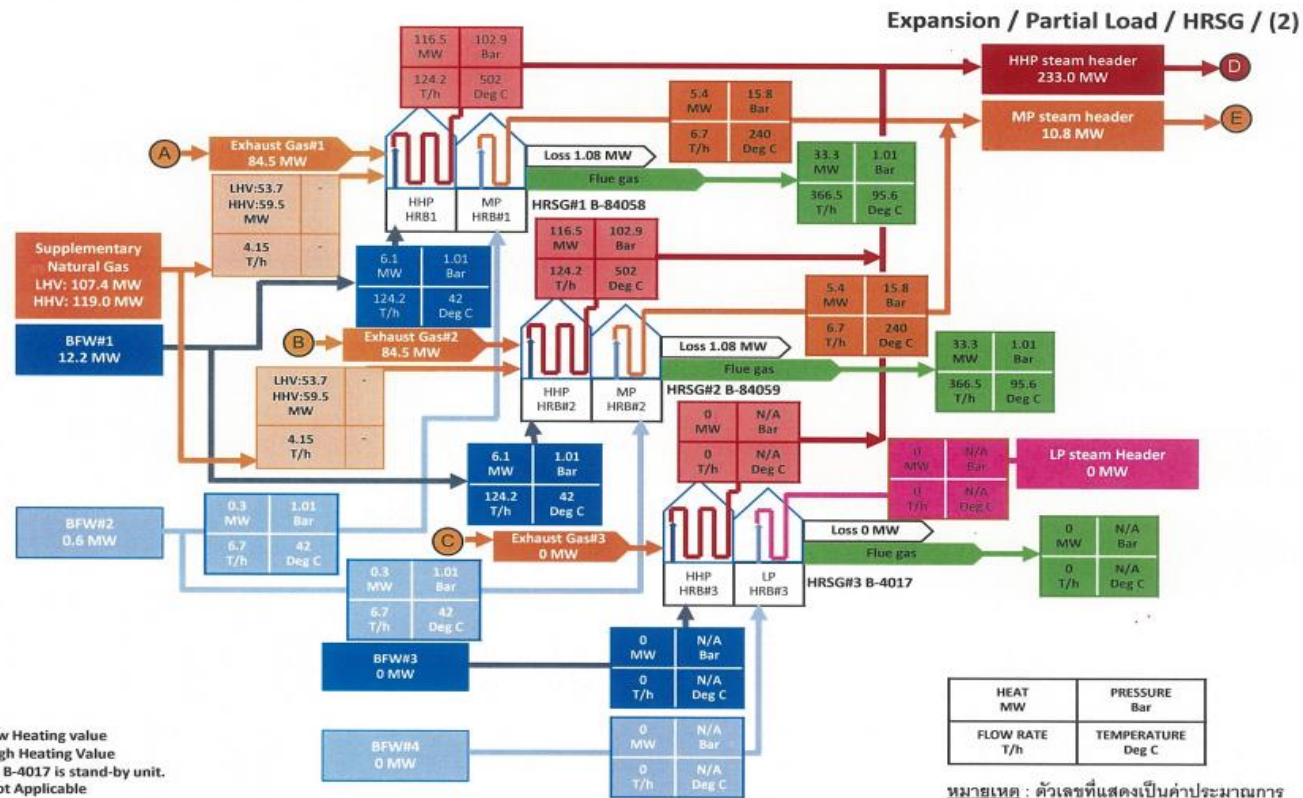 Expansion / Partial Load / HRSG / (2)
116.5 MW
102.9 Bar
124.2 T/h
502 Deg C
HHP steam header
233.0 MW
D
5.4 MW
15.8 Bar
6.7 T/h
240 Deg C
MP steam header
10.8 MW
E
A
Exhaust Gas#1
84.5 MW
Loss 1.08 MW
Flue gas
33.3 MW
1.01 Bar
366.5 T/h
95.6 Deg C
LHV:53.7
HHV:59.5
MW
-
4.15
T/h
-
HHP
HRB1
MP
HRB#1
HRSG#1 B-84058
Supplementary
Natural Gas
LHV: 107.4 MW
HHV: 119.0 MW
6.1 MW
1.01 Bar
124.2 T/h
42 Deg C
116.5 MW
102.9 Bar
124.2 T/h
502 Deg C
BFW#1
12.2 MW
5.4 MW
15.8 Bar
6.7 T/h
240 Deg C
B
Exhaust Gas#2
84.5 MW
Loss 1.08 MW
Flue gas
33.3 MW
1.01 Bar
366.5 T/h
95.6 Deg C
LHV:53.7
HHV:59.5
MW
-
4.15
T/h
-
HHP
HRB#2
MP
HRB#2
HRSG#2 B-84059
0 MW
N/A Bar
0 T/h
N/A Deg C
6.1 MW
1.01 Bar
124.2 T/h
42 Deg C
0 MW
N/A Bar
0 T/h
N/A Deg C
LP steam Header
0 MW
BFW#2
0.6 MW
0.3 MW
1.01 Bar
6.7 T/h
42 Deg C
C
Exhaust Gas#3
0 MW
Loss 0 MW
Flue gas
0 MW
N/A Bar
0 T/h
N/A Deg C
HHP
HRB#3
LP
HRB#3
HRSG#3 B-4017
0.3 MW
1.01 Bar
6.7 T/h
42 Deg C
BFW#3
0 MW
0 MW
N/A Bar
0 T/h
N/A Deg C
BFW#4
0 MW
0 MW
N/A Bar
0 T/h
N/A Deg C
HEAT
MW
PRESSURE
Bar
FLOW RATE
T/h
TEMPERATURE
Deg C
w Heating value
gh Heating Value
B-4017 is stand-by unit.
ot Applicable
หมายเหตุ : ตัวเลขที่แสดงเป็นค่าประมาณการ